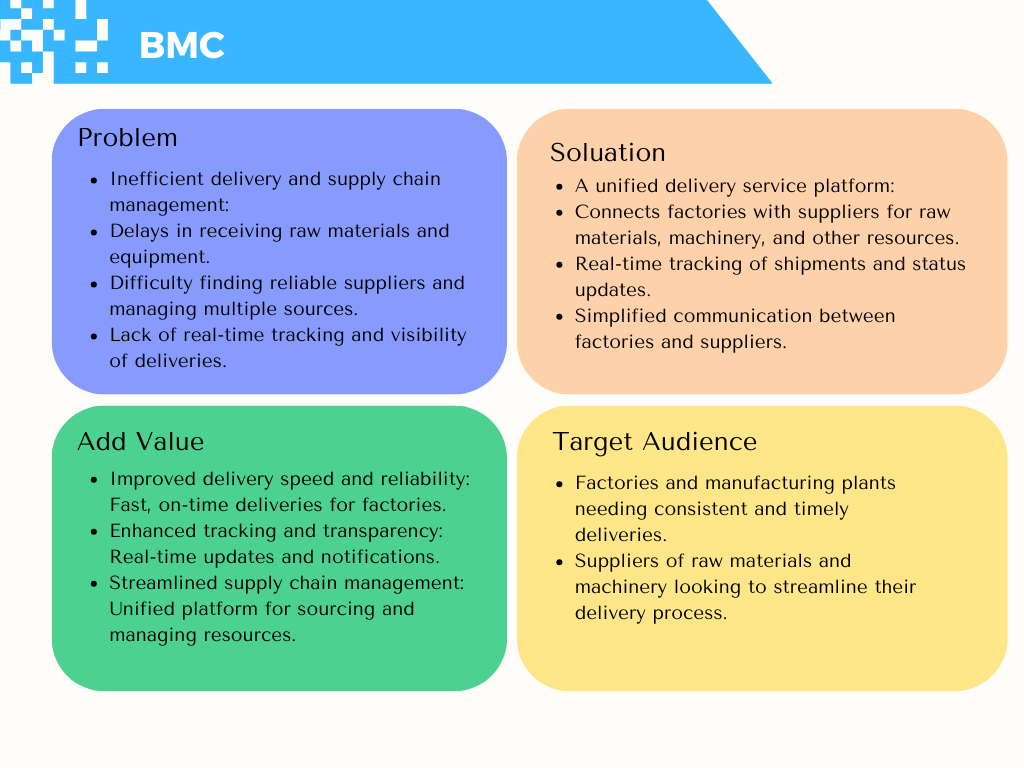 BMC
Problem
• Inefficient delivery and supply chain
management:
• Delays in receiving raw materials and
equipment.
• Difficulty finding reliable suppliers and
managing multiple sources.
• Lack of real-time tracking and visibility
of deliveries.
Soluation
• A unified delivery service platform:
• Connects factories with suppliers for raw
materials, machinery, and other resources.
• Real-time tracking of shipments and status
updates.
• Simplified communication between
factories and suppliers.
Add Value
• Improved delivery speed and reliability:
Fast, on-time deliveries for factories.
• Enhanced tracking and transparency:
Real-time updates and notifications.
• Streamlined supply chain management:
Unified platform for sourcing and
managing resources.
Target Audience
• Factories and manufacturing plants
needing consistent and timely
deliveries.
• Suppliers of raw materials and
machinery looking to streamline their
delivery process.